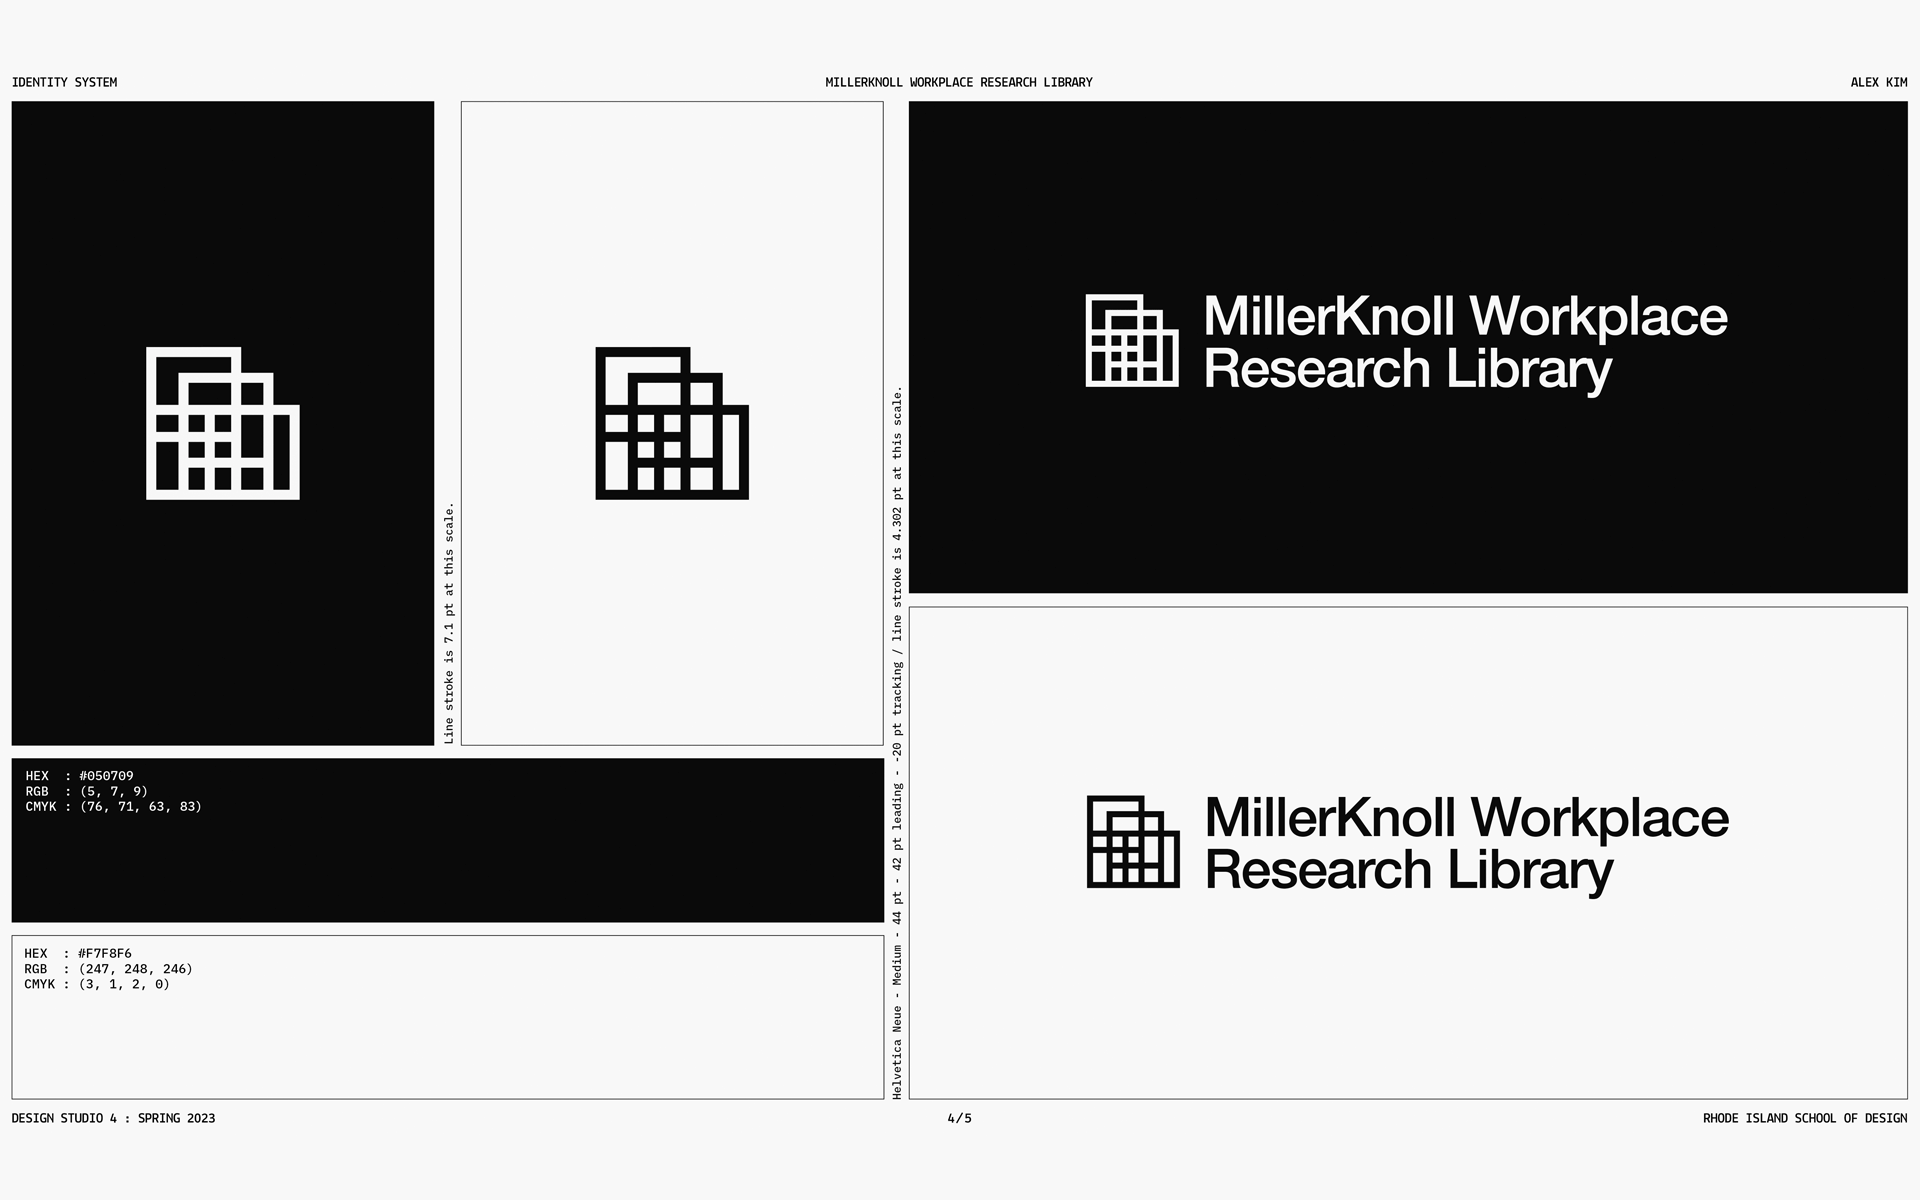 IDENTITY SYSTEM
MILLERKNOLL WORKPLACE RESEARCH LIBRARY
ALEX KIM
Line stroke is 7.1 pt at this scale.
HEX  : #050709
RGB  : (5, 7, 9)
CMYK : (76, 71, 63, 83)
HEX  : #F7F8F6
RGB  : (247, 248, 246)
CMYK : (3, 1, 2, 0)
Helvetica Neue - Medium - 44 pt - 42 pt leading - -20 pt tracking / line stroke is 4.302 pt at this scale.
MillerKnoll Workplace
Research Library
MillerKnoll Workplace
Research Library
DESIGN STUDIO 4 : SPRING 2023
4/5
RHODE ISLAND SCHOOL OF DESIGN